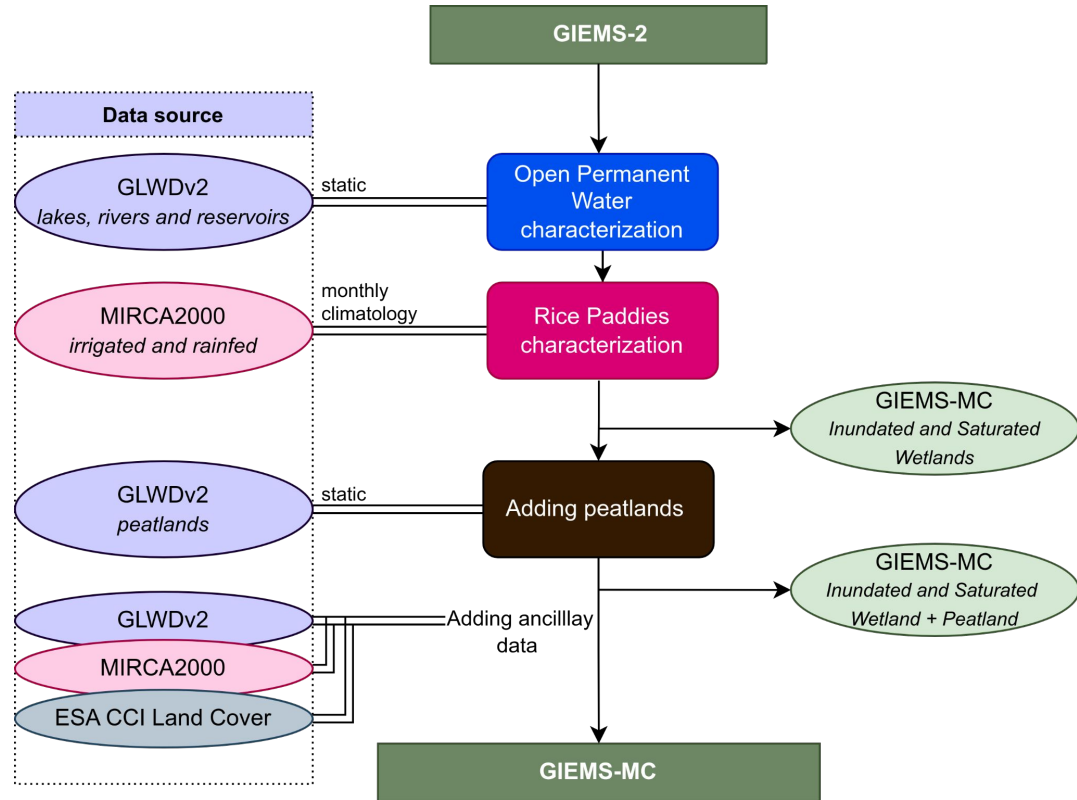 GIEMS-2
Data source
GLWDv2
lakes, rivers and reservoirs
static
Open Permanent
Water
characterization
MIRCA2000
irrigated and rainfed
monthly
climatology
Rice Paddies
characterization
GIEMS-MC
Inundated and Saturated
Wetlands
GLWDv2
peatlands
static
Adding peatlands
GIEMS-MC
Inundated and Saturated
Wetland + Peatland
GLWDv2
MIRCA2000
ESA CCI Land Cover
Adding ancilllay
data
GIEMS-MC